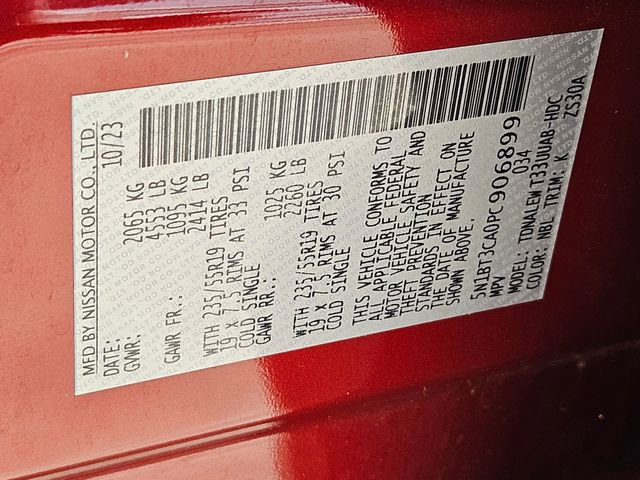 MFD BY NISSAN MOTOR CO., LTD.
DATE: 10/23
GVWR: 2065 KG
4553 LB
GAWR FR.: 1095 KG
2414 LB
WITH 235/55R19 TIRES
19 X 7.5 RIMS AT 33 PSI
COLD SINGLE
GAWR RR.: 1025 KG
2260 LB
WITH 235/55R19 TIRES
19 X 7.5 RIMS AT 30 PSI
COLD SINGLE
THIS VEHICLE CONFORMS TO
ALL APPLICABLE FEDERAL
MOTOR VEHICLE SAFETY AND
THEFT PREVENTION
STANDARDS IN EFFECT ON
THE DATE OF MANUFACTURE
SHOWN ABOVE.
5N1BT3CA0PC906899
MPV 034
MODEL: TDNALEW T33UUAB-HDC
COLOR: NBL TRIM: K ZS30A